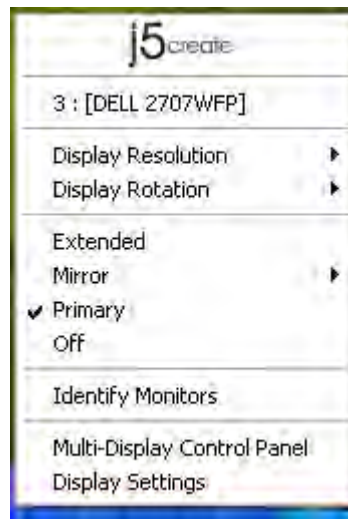 j5create
3 : [DELL 2707WFP]
Display Resolution
Display Rotation
Extended
Mirror
Primary
Off
Identify Monitors
Multi-Display Control Panel
Display Settings